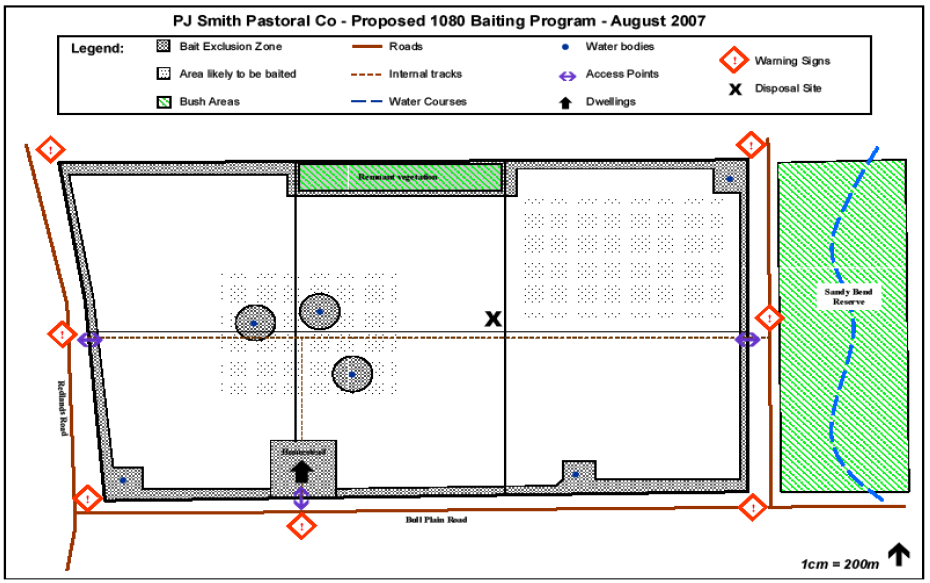 PJ Smith Pastoral Co - Proposed 1080 Baiting Program - August 2007
Legend:
Bait Exclusion Zone
Roads
Water bodies
Warning Signs
Area likely to be baited
Internal tracks
Access Points
Disposal Site
Bush Areas
Water Courses
Dwellings
Remnant vegetation
Sandy Bend
Reserve
Redlands Road
Homestead
Bull Plain Road
1cm = 200m